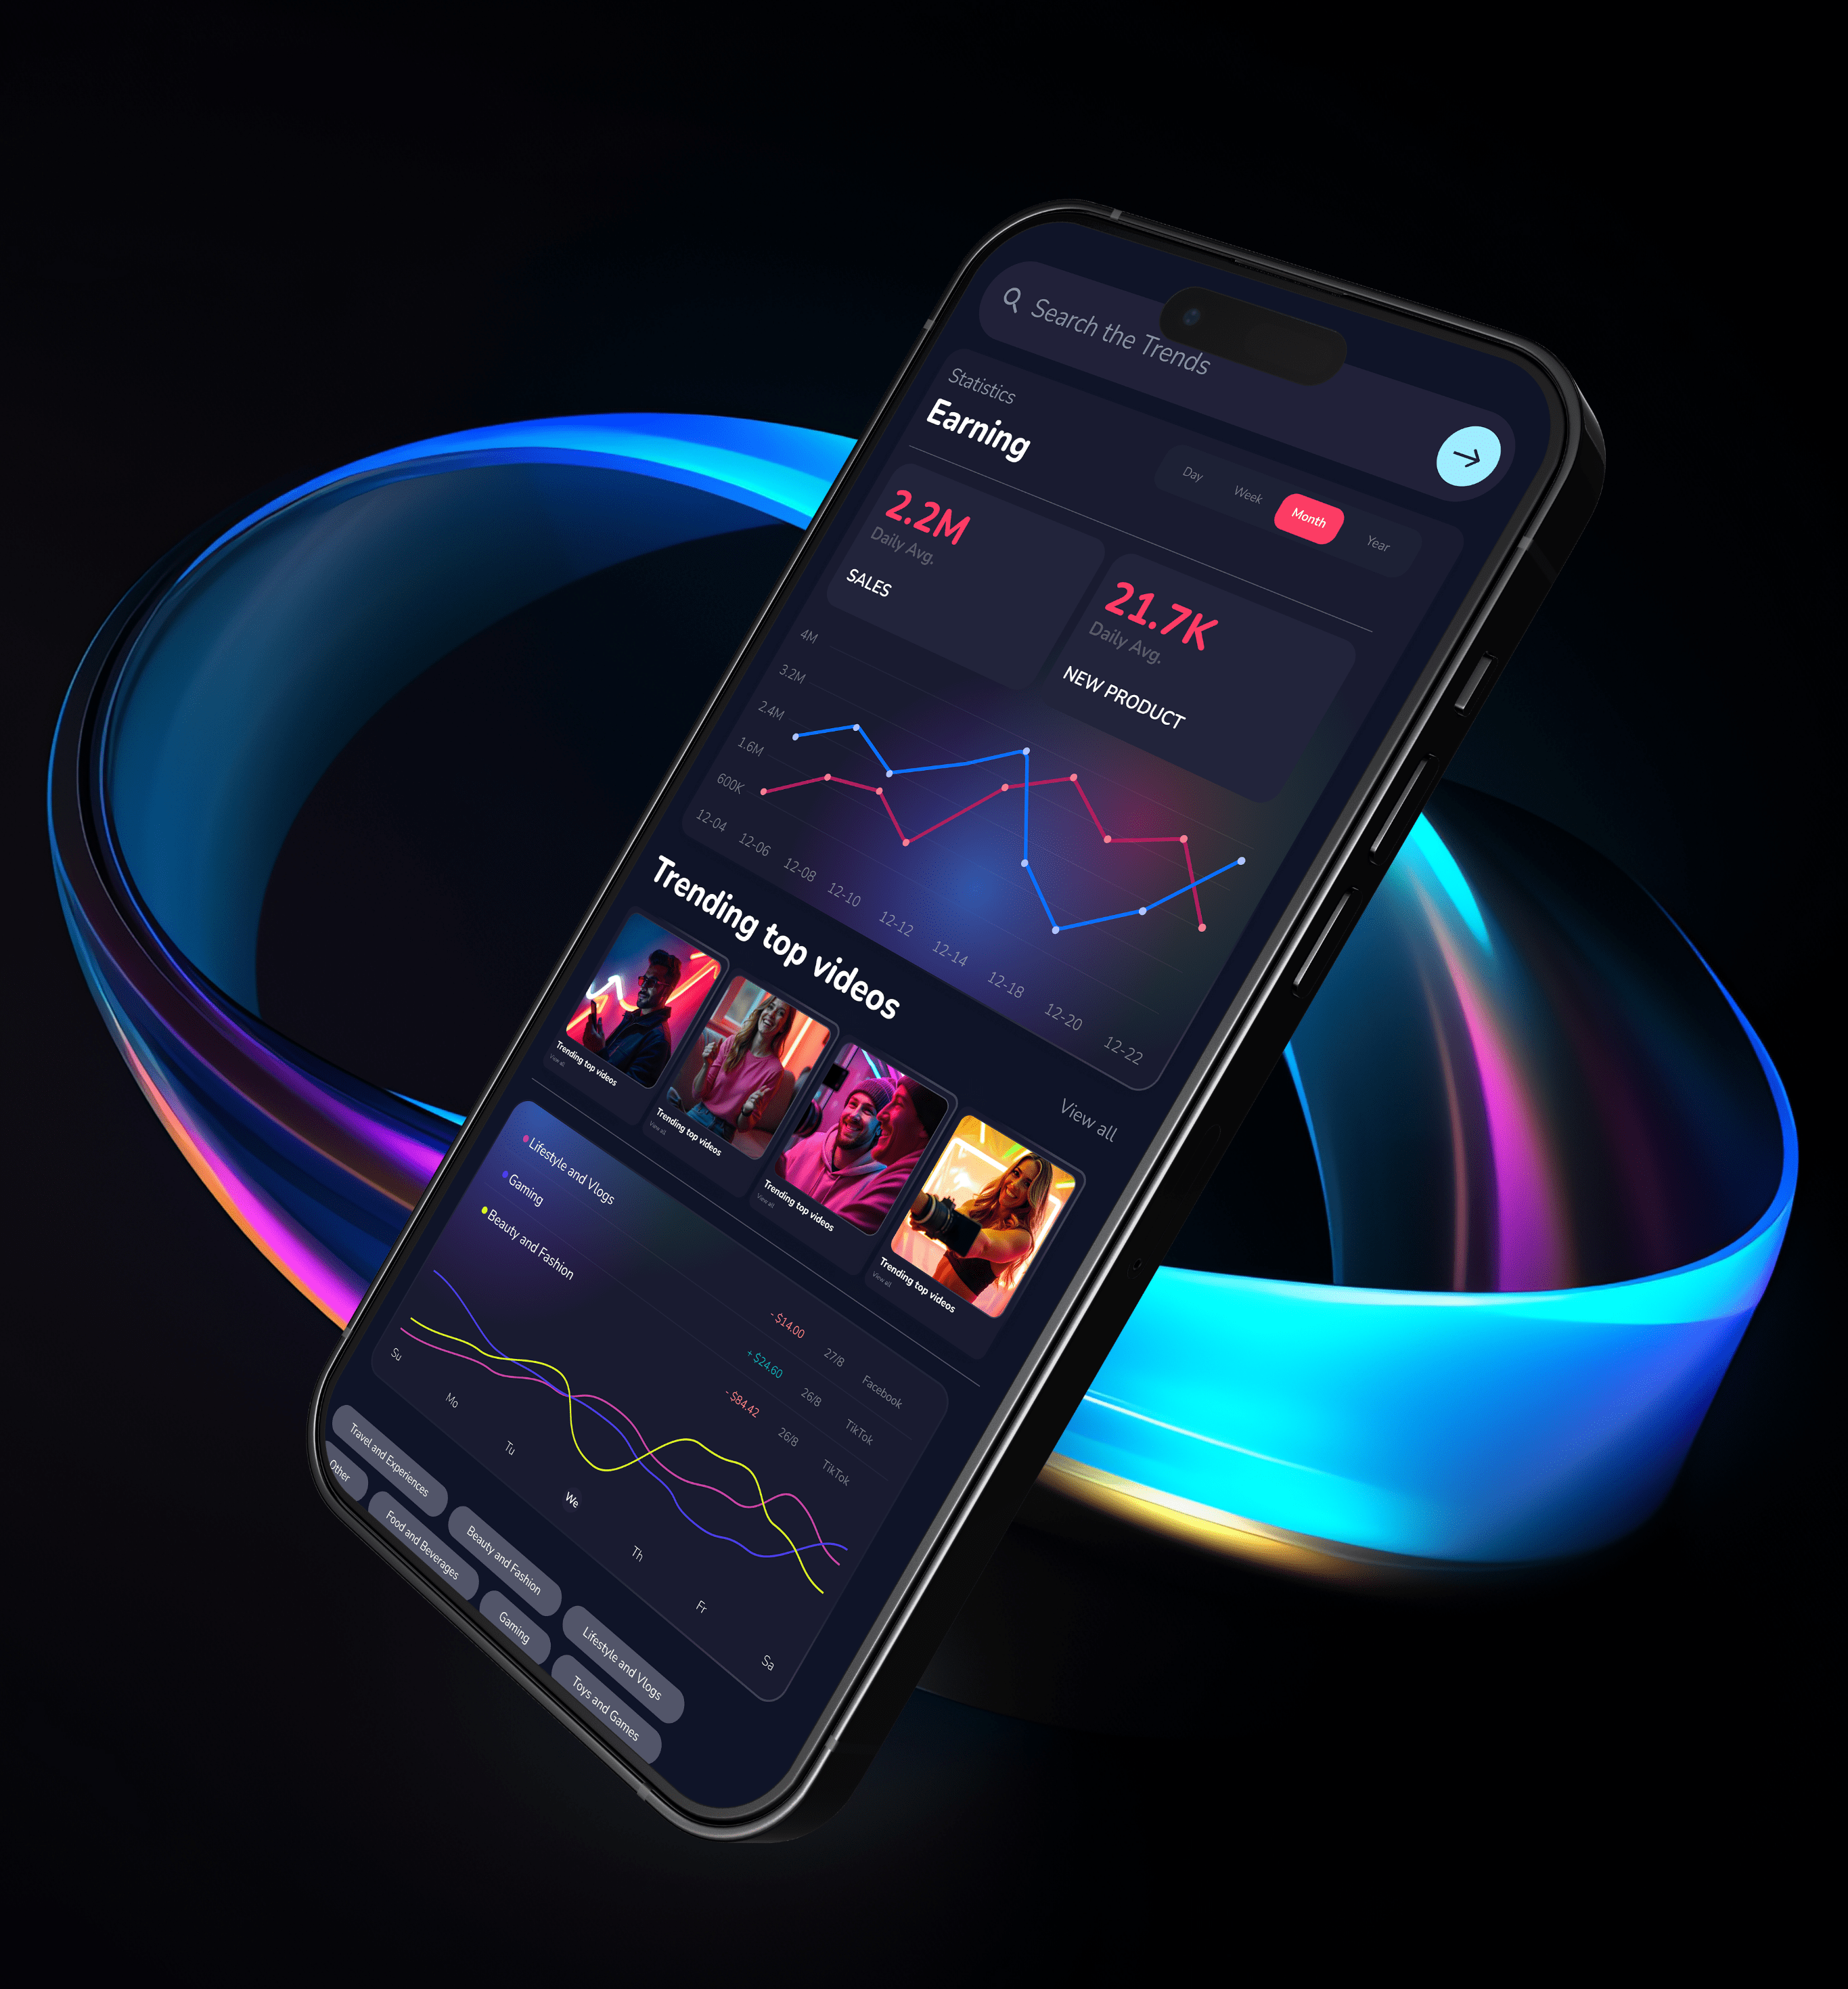 Search the Trends
Statistics
Earning
Day Week Month Year
2.2M
Daily Avg.
SALES
21.7K
Daily Avg.
NEW PRODUCT
4M
3.2M
2.4M
1.6M
600K
12-04 12-06 12-08 12-10 12-12 12-14 12-18 12-20 12-22
Trending top videos
View all
Trending top videos
View all
Trending top videos
View all
Trending top videos
View all
Trending top videos
View all
Lifestyle and Vlogs - $14.00 27/8 Facebook
Gaming + $24.60 26/8 TikTok
Beauty and Fashion - $84.42 26/8 TikTok
Su Mo Tu We Th Fr Sa
Travel and Experiences Beauty and Fashion Lifestyle and Vlogs
Other Food and Beverages Gaming Toys and Games